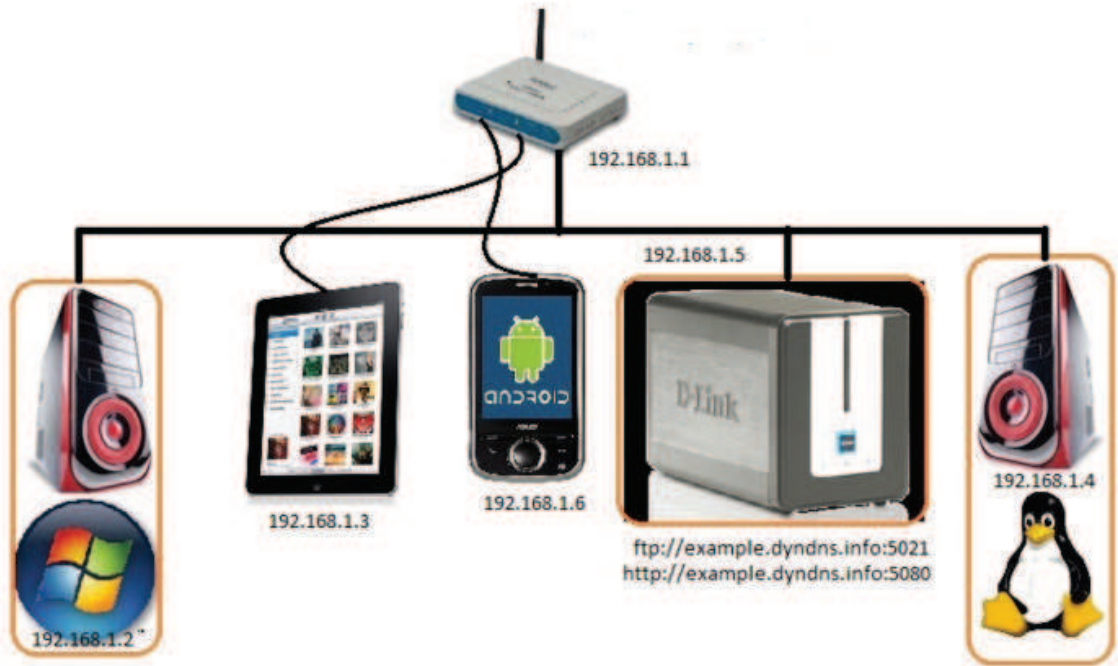 192.168.1.1
192.168.1.5
D-Link
ANDROID
ASUS
192.168.1.4
192.168.1.6
192.168.1.3
ftp://example.dyndns.info:5021
http://example.dyndns.info:5080
192.168.1.2